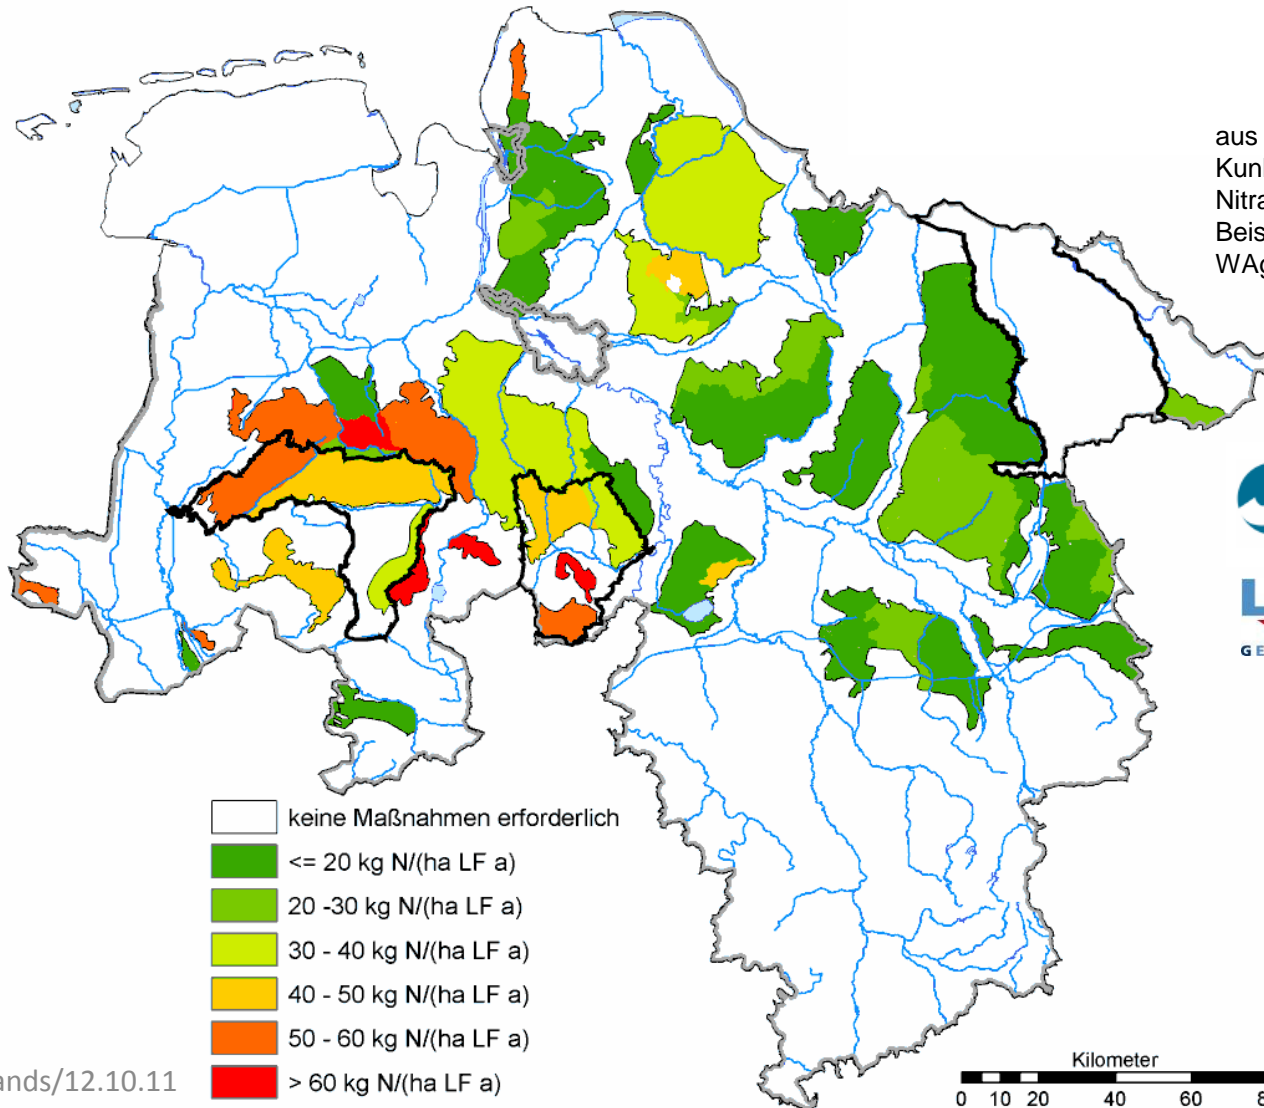 aus
Nitra
Beis
WAg
keine Maßnahmen erforderlich
<= 20 kg N/(ha LF a)
20 -30 kg N/(ha LF a)
30 - 40 kg N/(ha LF a)
40 - 50 kg N/(ha LF a)
50 - 60 kg N/(ha LF a)
> 60 kg N/(ha LF a)
ands/12.10.11
Kilometer
0 10 20 40 60 8
L
GE